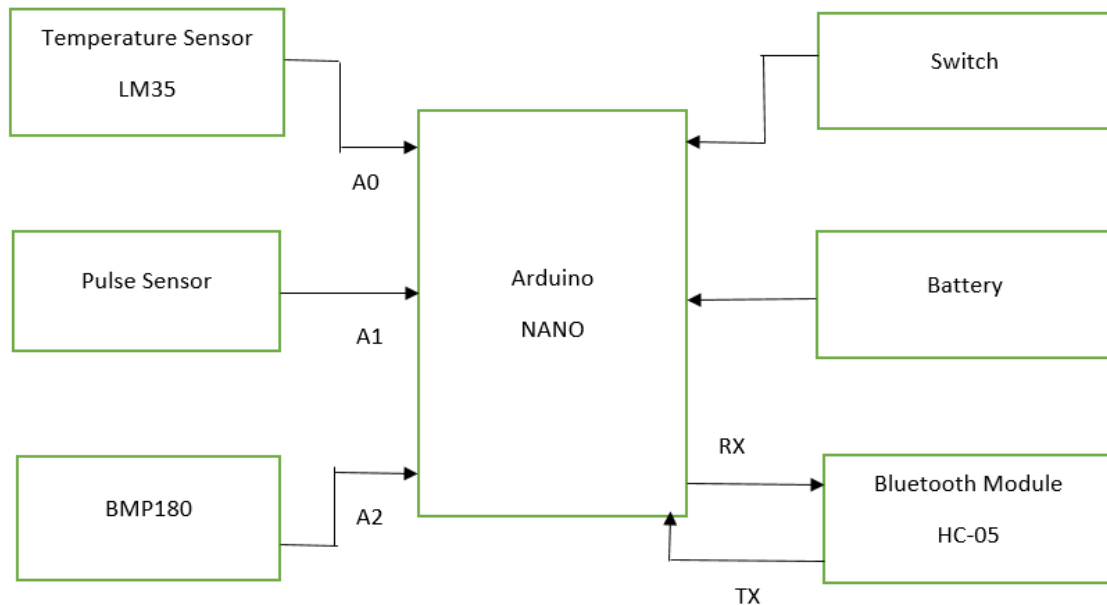 Temperature Sensor
LM35
Switch
A0
Pulse Sensor
Arduino
NANO
Battery
A1
RX
BMP180
A2
Bluetooth Module
HC-05
TX